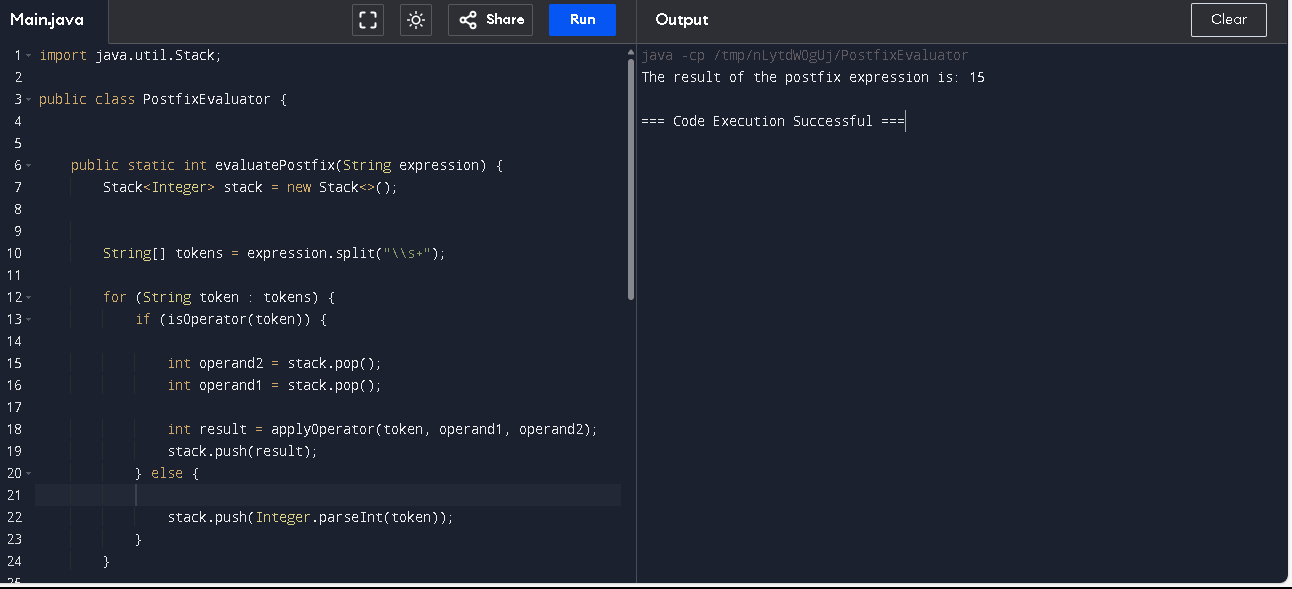 Main.java
Share
Run
Output
Clear
1 import java.util.Stack;
2
3 public class PostfixEvaluator {
4
5
6     public static int evaluatePostfix(String expression) {
7         Stack<Integer> stack = new Stack<>();
8
9
10         String[] tokens = expression.split("\\s+");
11
12         for (String token : tokens) {
13             if (isOperator(token)) {
14
15                 int operand2 = stack.pop();
16                 int operand1 = stack.pop();
17
18                 int result = applyOperator(token, operand1, operand2);
19                 stack.push(result);
20             } else {
21
22                 stack.push(Integer.parseInt(token));
23             }
24         }
25
java -cp /tmp/nLytdWOgUj/PostfixEvaluator
The result of the postfix expression is: 15
=== Code Execution Successful ===